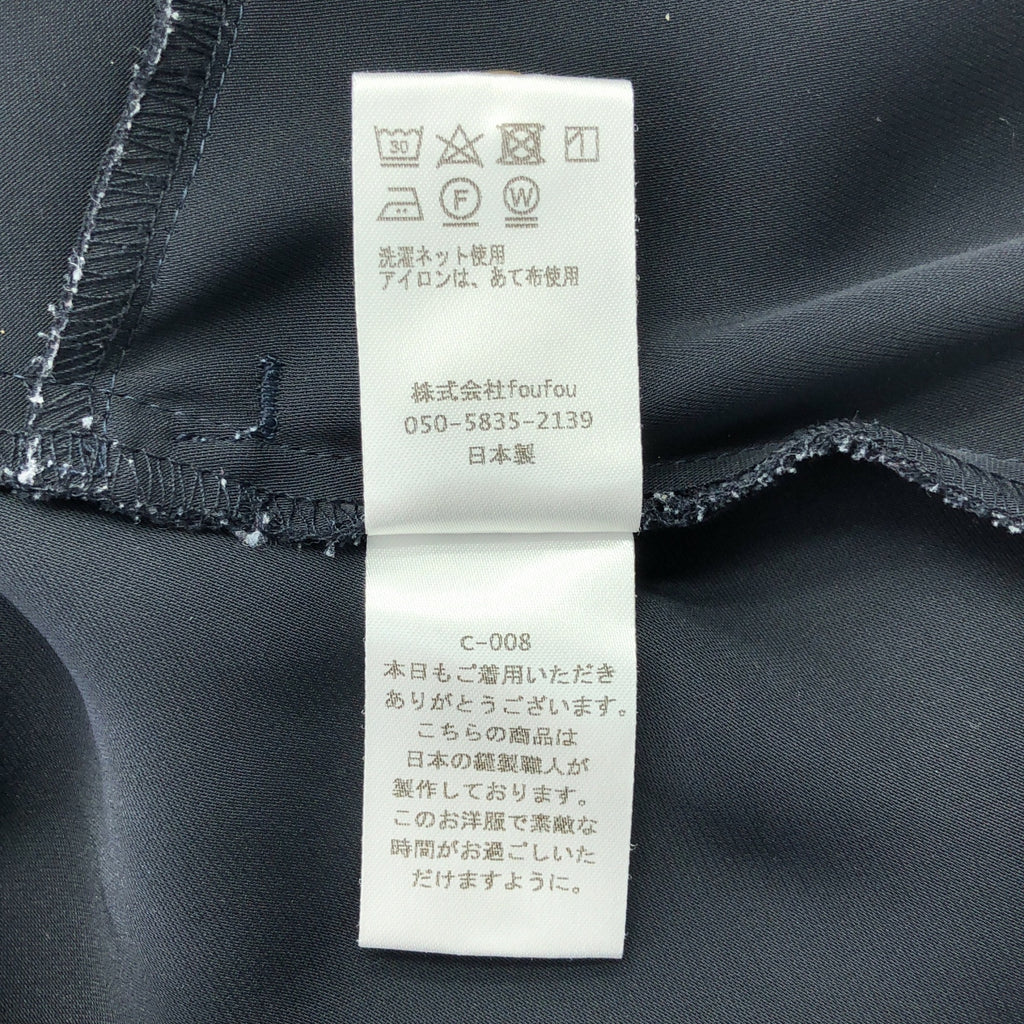 30
F W
洗濯ネット使用
アイロンは、あて布使用
株式会社foufou
050-5835-2139
日本製
C-008
本日もご着用いただき
ありがとうございます。
こちらの商品は
日本の縫製職人が
製作しております。
このお洋服で素敵な
時間がお過ごしいた
だけますように。